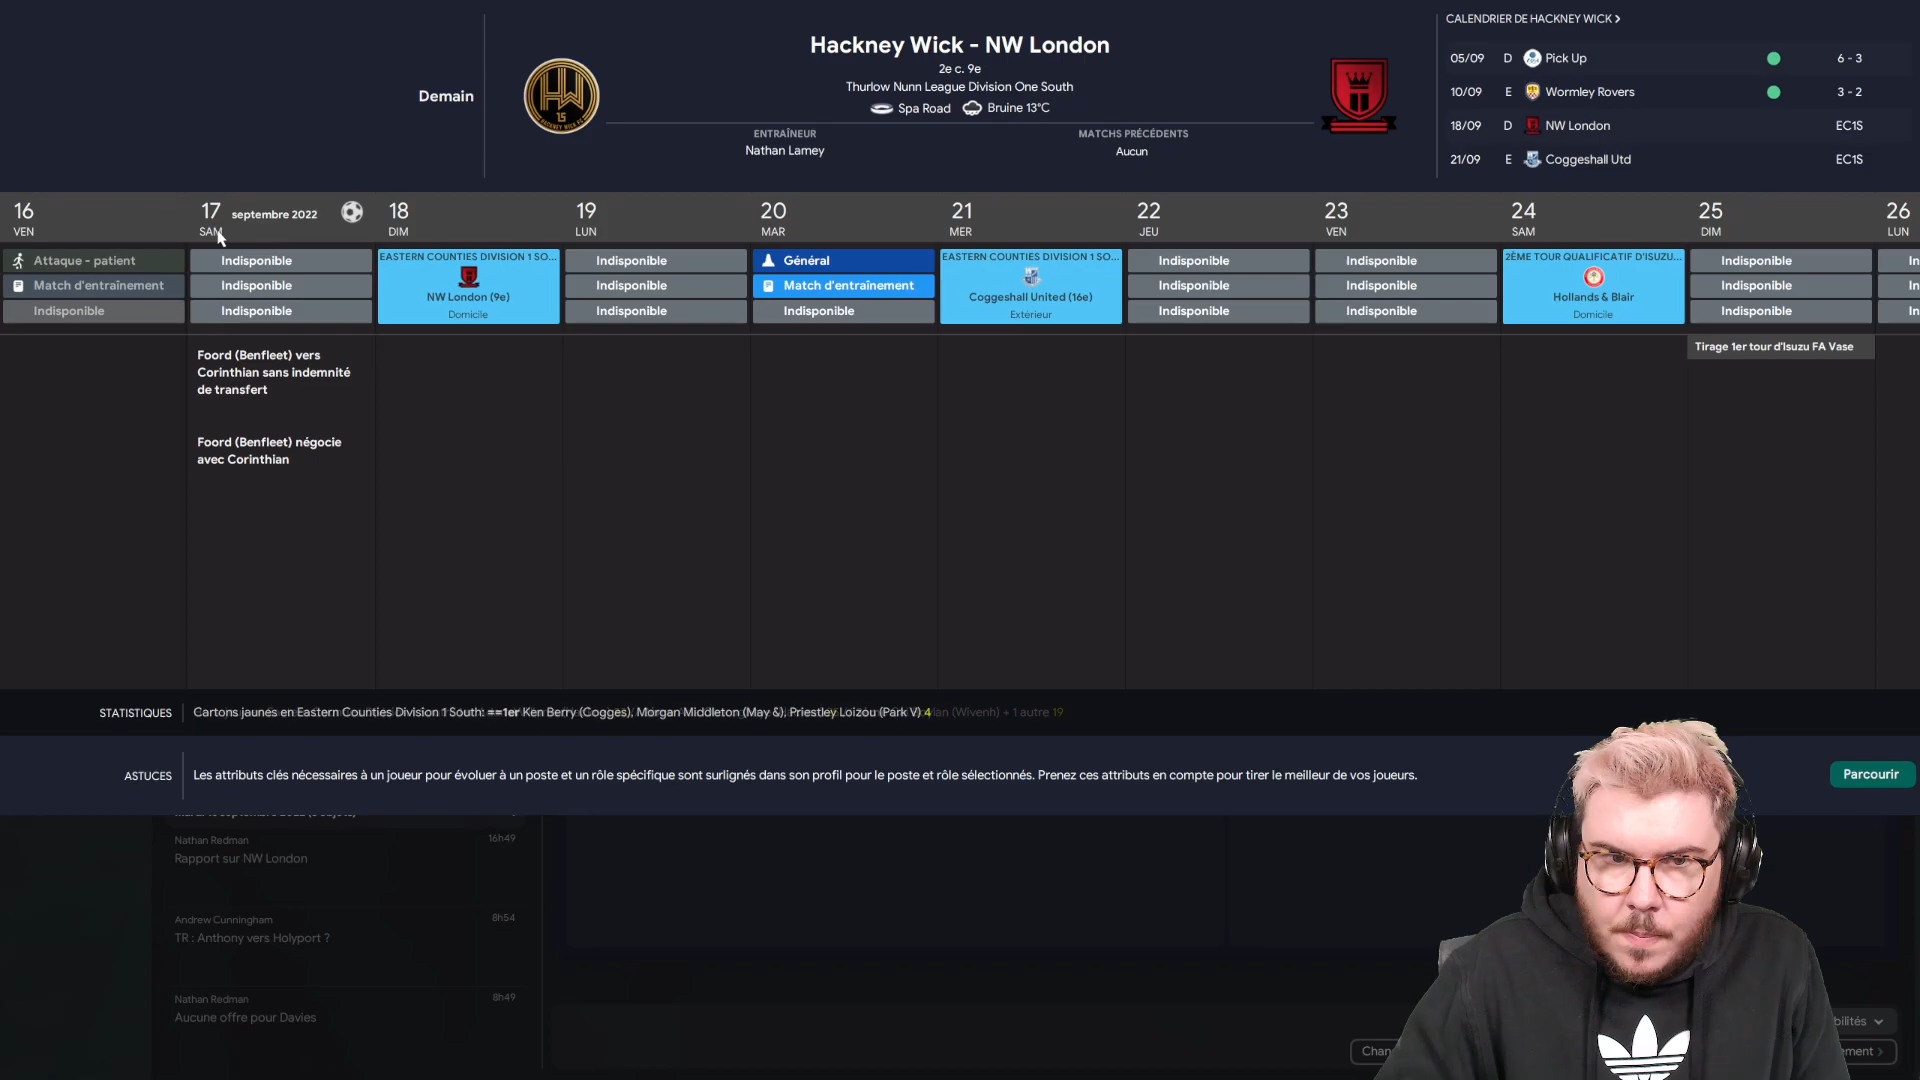 Demain
Hackney Wick - NW London
2e c. 9e
Thurlow Nunn League Division One South
Spa Road Bruine 13°C
ENTRAÎNEUR
Nathan Lamey
MATCHS PRÉCÉDENTS
Aucun
CALENDRIER DE HACKNEY WICK
05/09 D Pick Up 6 - 3
10/09 E Wormley Rovers 3 - 2
18/09 D NW London EC1S
21/09 E Coggeshall Utd EC1S
16 17 septembre 2022 18 19 20 21 22 23 24 25 26
VEN SAM DIM LUN MAR MER JEU VEN SAM DIM LUN
Attaque - patient
Match d'entraînement
Indisponible
Indisponible
Indisponible
Indisponible
EASTERN COUNTIES DIVISION 1 SO...
NW London (9e)
Domicile
Indisponible
Indisponible
Indisponible
Général
Match d'entraînement
Indisponible
EASTERN COUNTIES DIVISION 1 SO...
Coggeshall United (16e)
Extérieur
Indisponible
Indisponible
Indisponible
Indisponible
Indisponible
Indisponible
2ÈME TOUR QUALIFICATIF D'ISUZU...
Hollands & Blair
Domicile
Indisponible
Indisponible
Indisponible
In
In
In
Foord (Benfleet) vers
Corinthian sans indemnité
de transfert
Foord (Benfleet) négocie
avec Corinthian
Tirage 1er tour d'Isuzu FA Vase
STATISTIQUES
Cartons jaunes en Eastern Counties Division 1 South: ==1er Ken Berry (Cogges), Morgan Middleton (May &), Priestley Loizou (Park V) 4
(Wivenh) + 1 autre 19
ASTUCES
Les attributs clés nécessaires à un joueur pour évoluer à un poste et un rôle spécifique sont surlignés dans son profil pour le poste et rôle sélectionnés. Prenez ces attributs en compte pour tirer le meilleur de vos joueurs.
Parcourir
Nathan Redman 16h49
Rapport sur NW London
Andrew Cunningham 8h54
TR : Anthony vers Holyport ?
Nathan Redman 8h49
Aucune offre pour Davies
bilités
Chan
ement